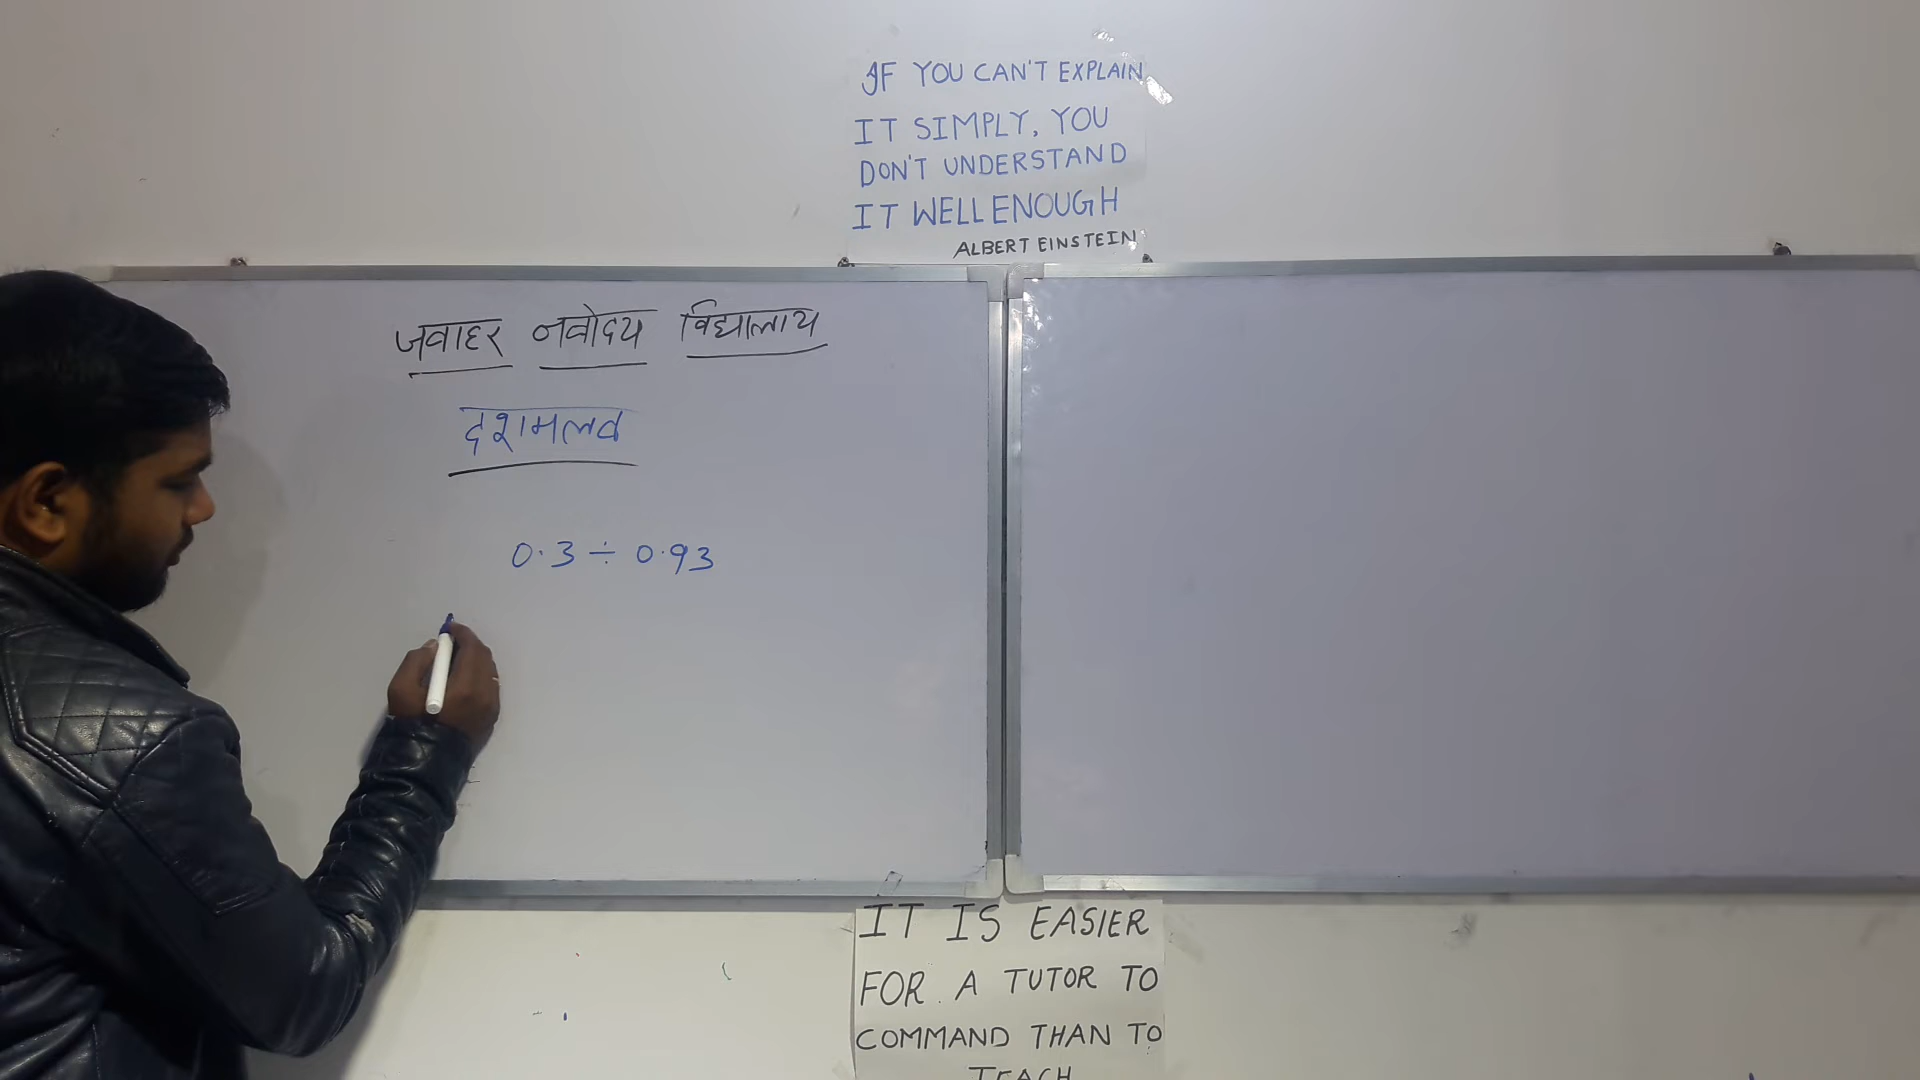 IF YOU CAN'T EXPLAIN
IT SIMPLY, YOU
DON'T UNDERSTAND
IT WELL ENOUGH
ALBERT EINSTEIN
जवाहर नवोदय विद्यालाय
दशमलव
0.3 ÷ 0.93
IT IS EASIER
FOR A TUTOR TO
COMMAND THAN TO
TEACH